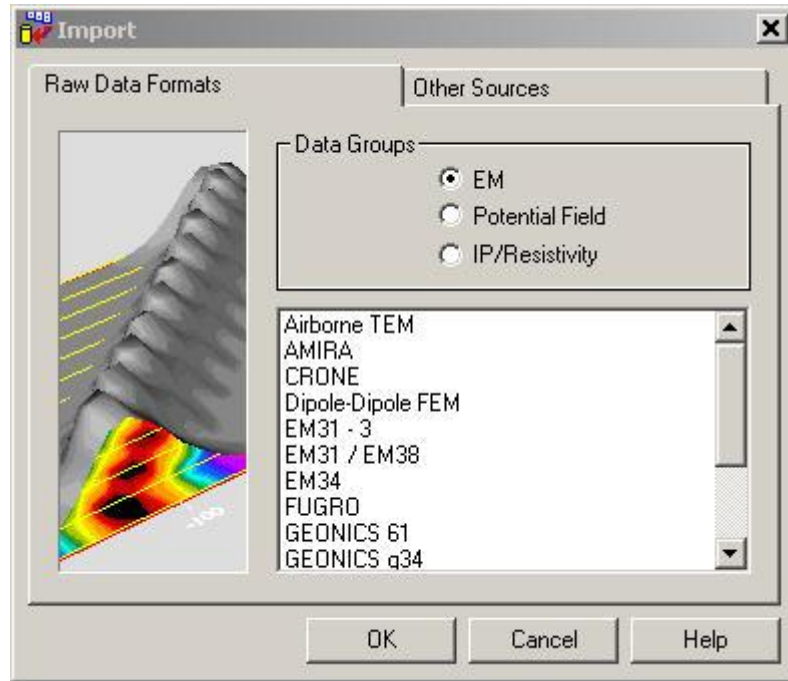 Import
Raw Data Formats
Other Sources
Data Groups
EM
Potential Field
IP/Resistivity
Airborne TEM
AMIRA
CRONE
Dipole-Dipole FEM
EM31 - 3
EM31 / EM38
EM34
FUGRO
GEONICS 61
GEONICS g34
-100
OK
Cancel
Help